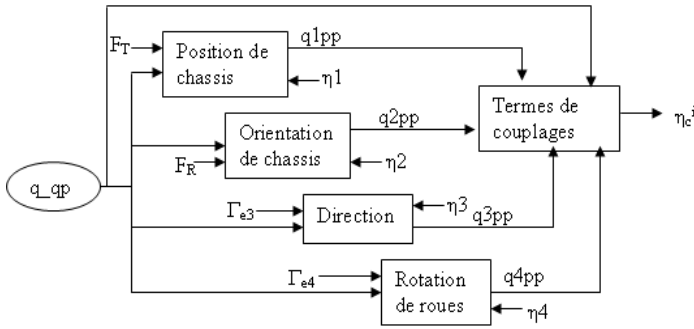 q1pp
F_T
Position de
chassis
η1
q2pp
Termes de
couplages
η_c^i
Orientation
de chassis
F_R
η2
q_qp
Γ_e3
Direction
η3
q3pp
Γ_e4
Rotation
de roues
q4pp
η4